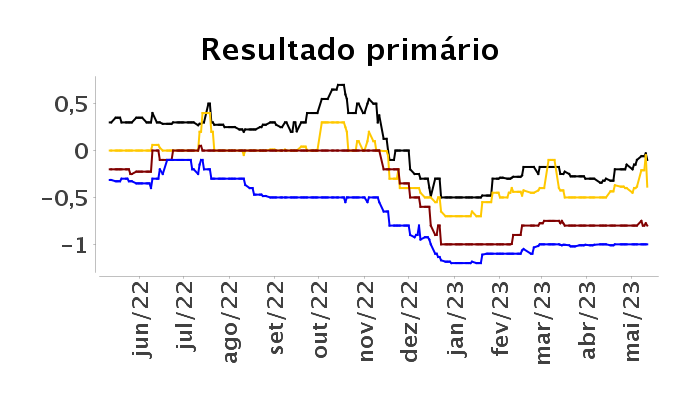 Resultado primário
0,5
0
−0,5
−1
jun/22
jul/22
ago/22
set/22
out/22
nov/22
dez/22
jan/23
fev/23
mar/23
abr/23
mai/23